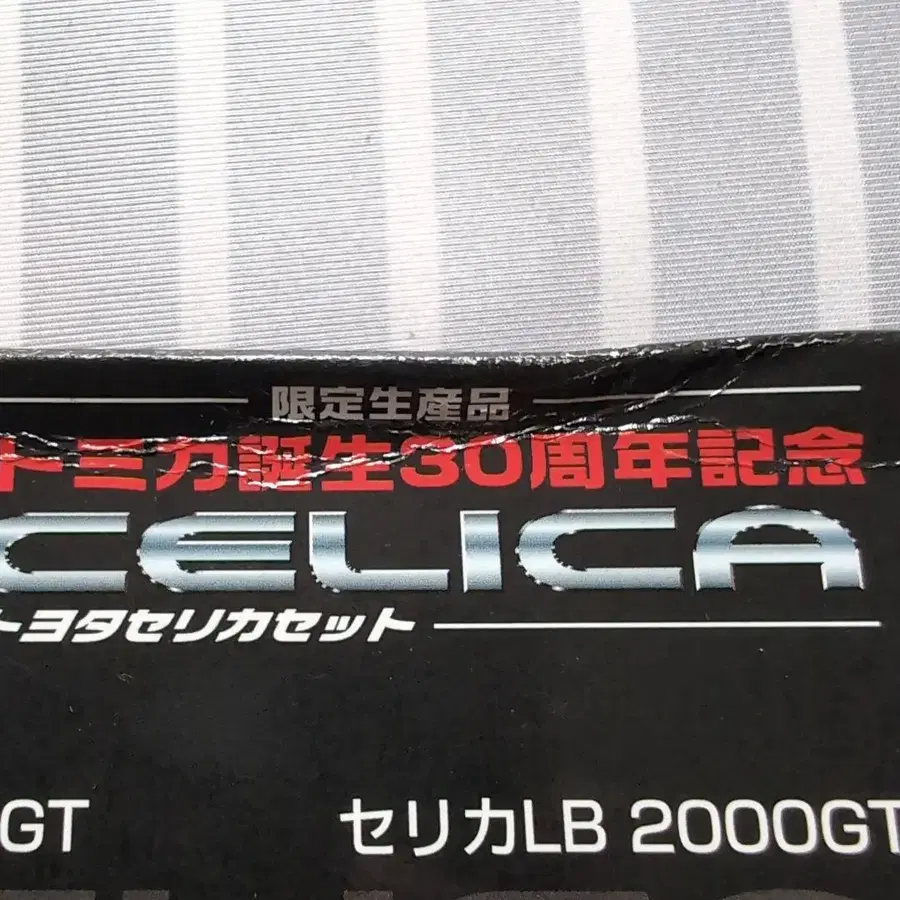 限定生産品
トミカ誕生30周年記念
CELICA
トヨタセリカセット
GT セリカLB 2000GT